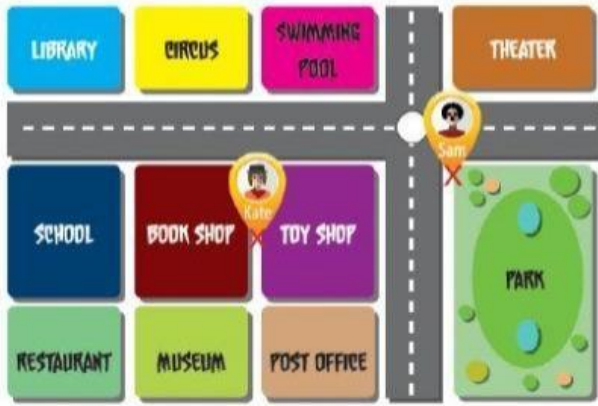 LIBRARY
CIRCUS
SWIMMING
POOL
THEATER
Sam
Kate
SCHOOL
BOOK SHOP
TOY SHOP
PARK
RESTAURANT
MUSEUM
POST OFFICE